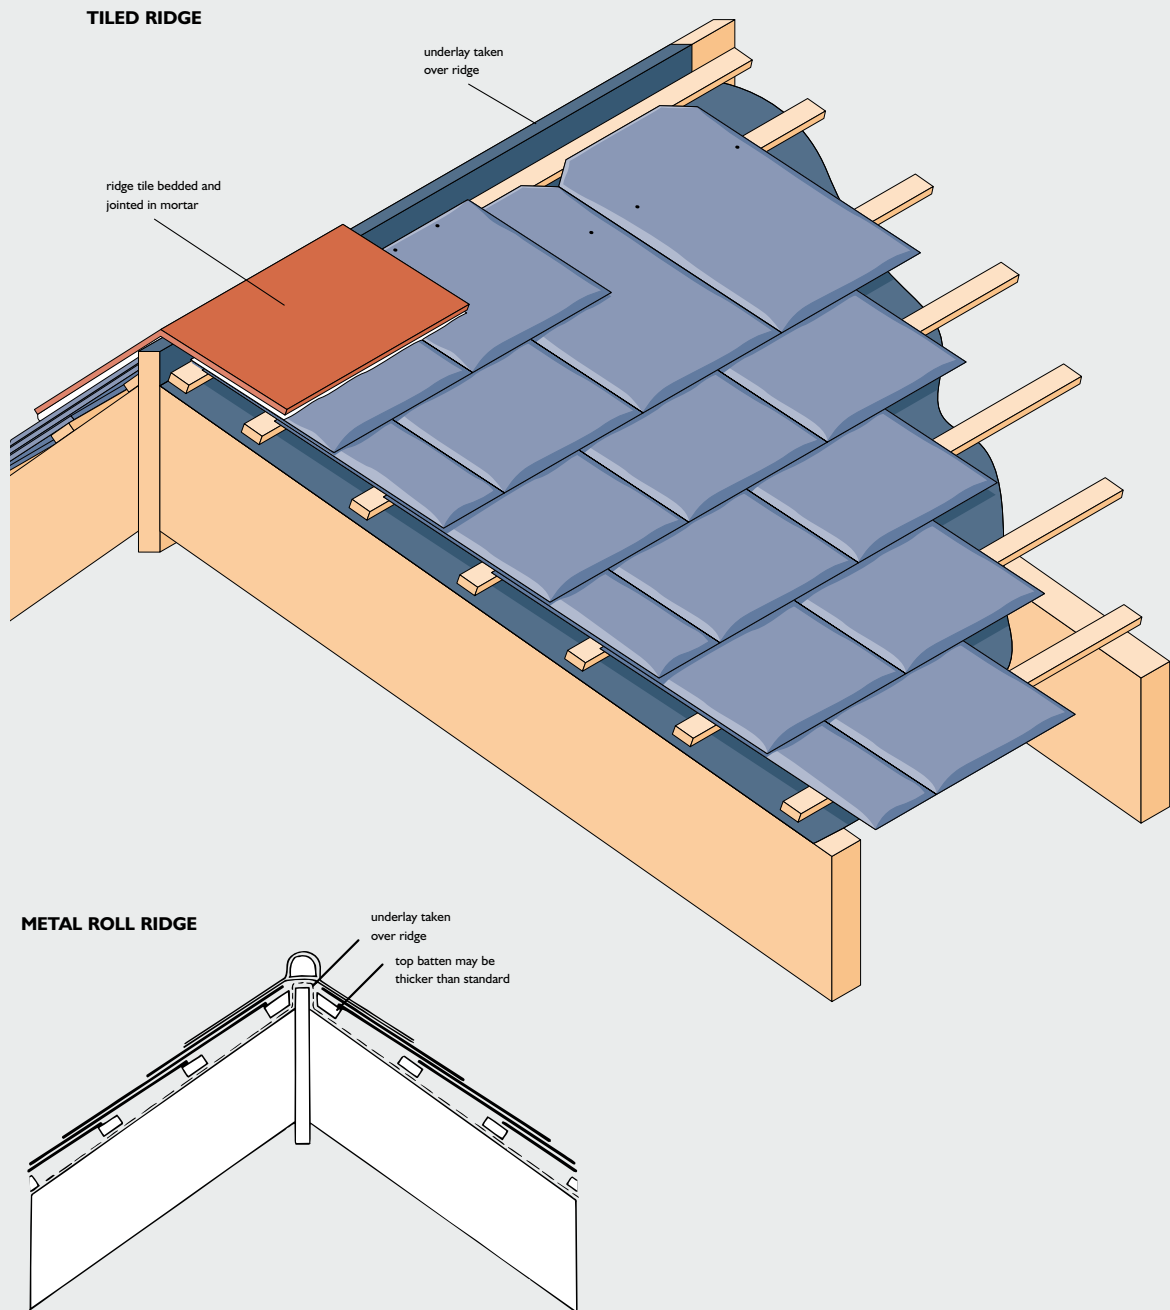 TILED RIDGE
underlay taken
over ridge
ridge tile bedded and
jointed in mortar
METAL ROLL RIDGE
underlay taken
over ridge
top batten may be
thicker than standard